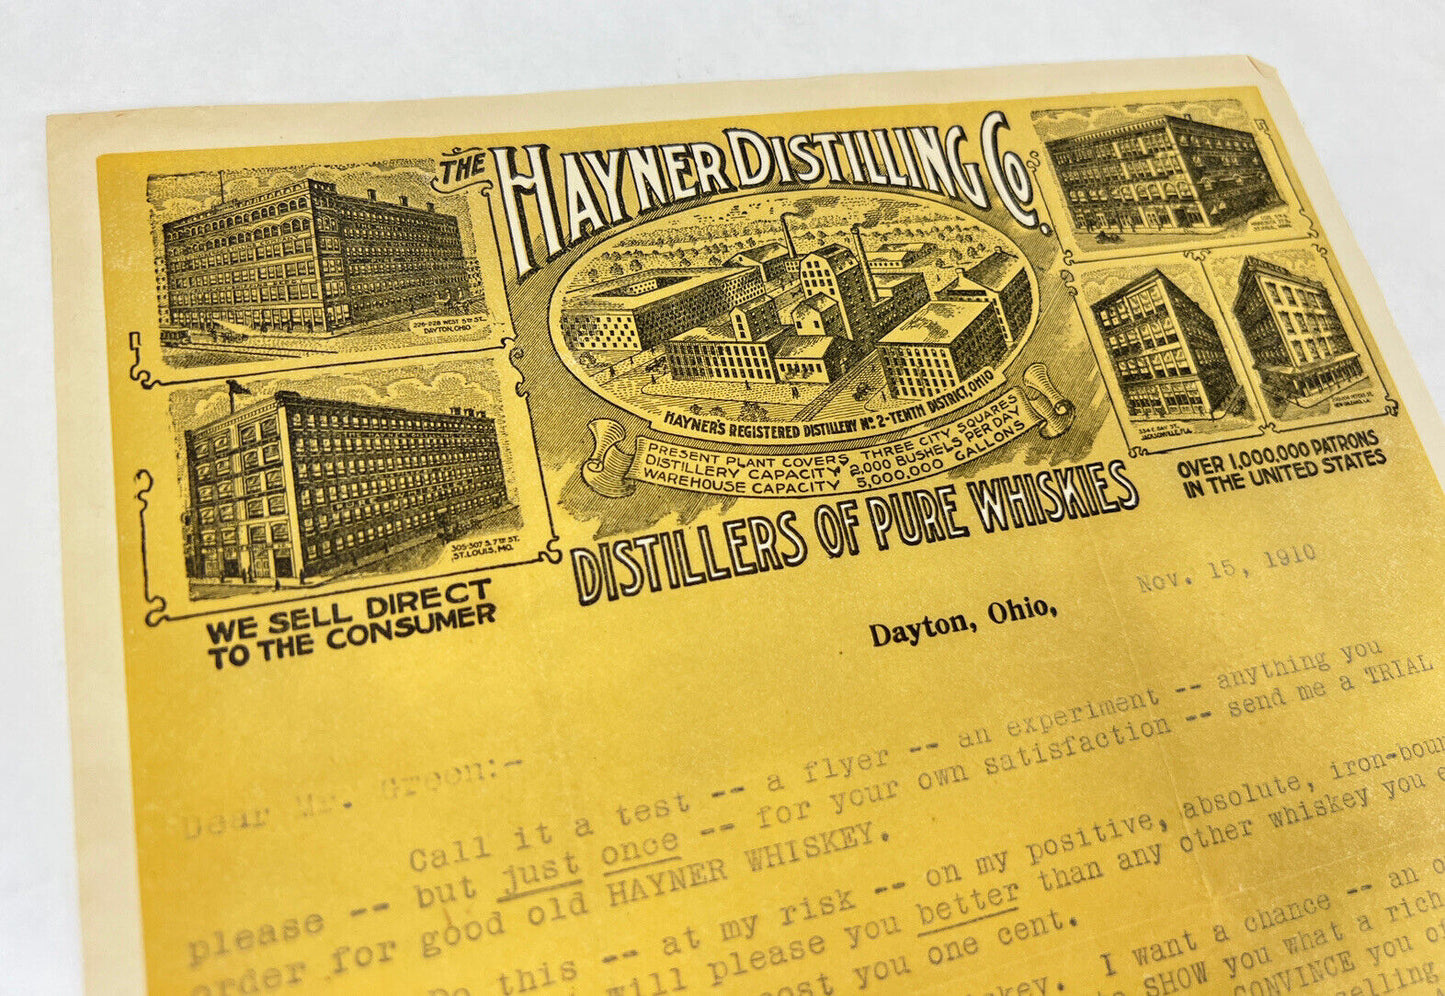 THE HAYNER DISTILLING CO.
226-228 WEST 5TH ST.,
DAYTON, OHIO
305-307 S. 7TH ST.
ST. LOUIS, MO.
WE SELL DIRECT
TO THE CONSUMER
HAYNER'S REGISTERED DISTILLERY No. 2-TENTH DISTRICT, OHIO
PRESENT PLANT COVERS THREE CITY SQUARES
DISTILLERY CAPACITY 2,000 BUSHELS PER DAY
WAREHOUSE CAPACITY 5,000,000 GALLONS
DISTILLERS OF PURE WHISKIES
JACKSONVILLE, FLA.
OVER 1,000,000 PATRONS
IN THE UNITED STATES
Dayton, Ohio, Nov. 15, 1910
Dear Mr. Green:-
Call it a test -- a flyer -- an experiment -- anything you
please -- but just once -- for your own satisfaction -- send me a TRIAL
order for good old HAYNER WHISKEY.
Do this -- at my risk -- on my positive, absolute, iron-boun
will please you better than any other whiskey you e
cost you one cent.
I want a chance -- an o
SHOW you what a rich
CONVINCE you of
elling